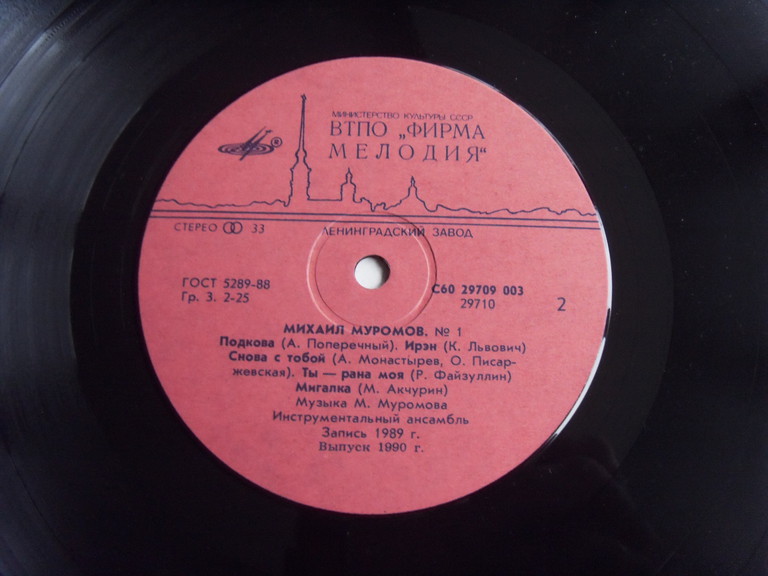 МИНИСТЕРСТВО КУЛЬТУРЫ СССР
ВТПО „ФИРМА
МЕЛОДИЯ“
®
СТЕРЕО 33
ЛЕНИНГРАДСКИЙ ЗАВОД
ГОСТ 5289-88
Гр. 3. 2-25
С60 29709 003
29710
2
МИХАИЛ МУРОМОВ, № 1
Подкова (А. Поперечный). Ирэн (К. Львович)
Снова с тобой (А. Монастырев, О. Писар-
жевская). Ты — рана моя (Р. Файзуллин)
Мигалка (М. Акчурин)
Музыка М. Муромова
Инструментальный ансамбль
Запись 1989 г.
Выпуск 1990 г.